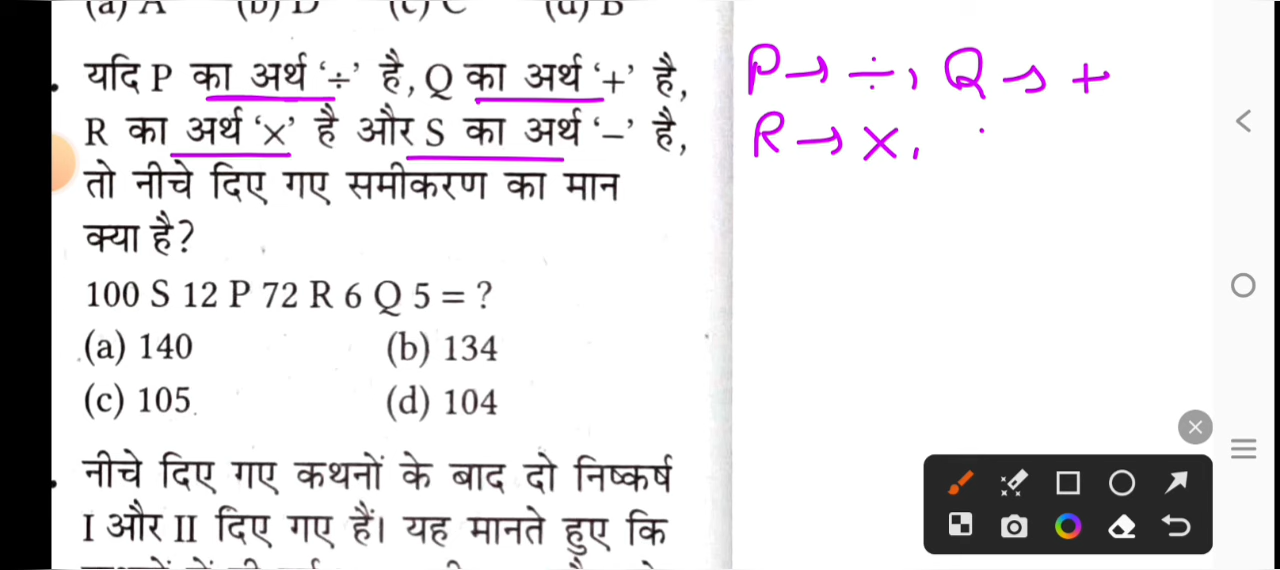 (a) A (b) D (c) C (d) B
. यदि P का अर्थ ‘÷’ है, Q का अर्थ ‘+’ है,
R का अर्थ ‘×’ है और S का अर्थ ‘–’ है,
तो नीचे दिए गए समीकरण का मान
क्या है?
100 S 12 P 72 R 6 Q 5 = ?
(a) 140 (b) 134
(c) 105 (d) 104
. नीचे दिए गए कथनों के बाद दो निष्कर्ष
I और II दिए गए हैं। यह मानते हुए कि
P → ÷, Q → +
R → ×,